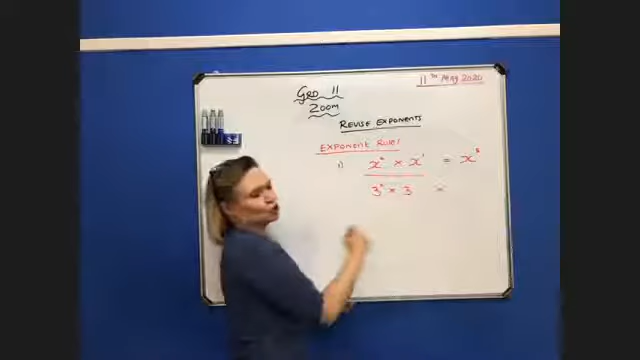 11TH May 2020
GRD 11
ZOOM
REVISE EXPONENTS
EXPONENT RULES
1) x² × x¹ = x³
3² × 3 =